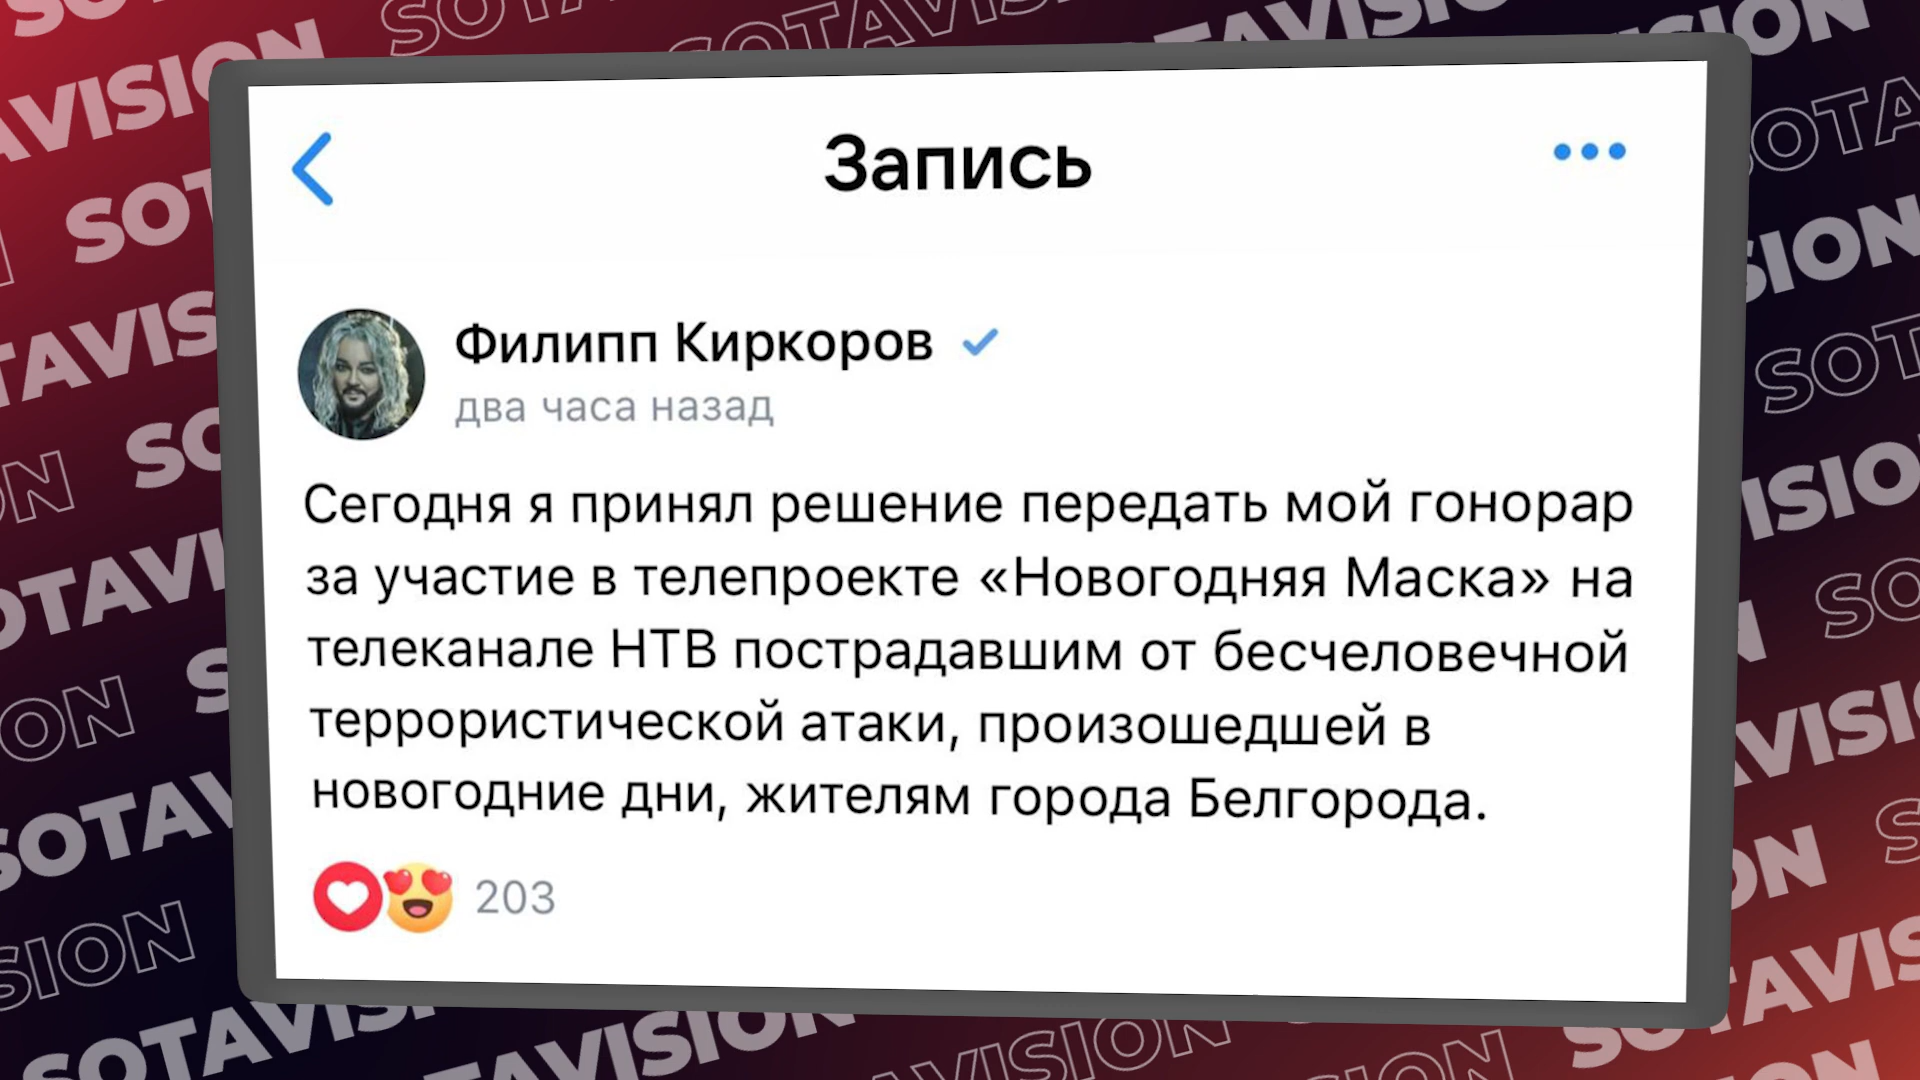 Запись
Филипп Киркоров
два часа назад
Сегодня я принял решение передать мой гонорар
за участие в телепроекте «Новогодняя Маска» на
телеканале НТВ пострадавшим от бесчеловечной
террористической атаки, произошедшей в
новогодние дни, жителям города Белгорода.
203
SOTAVISION